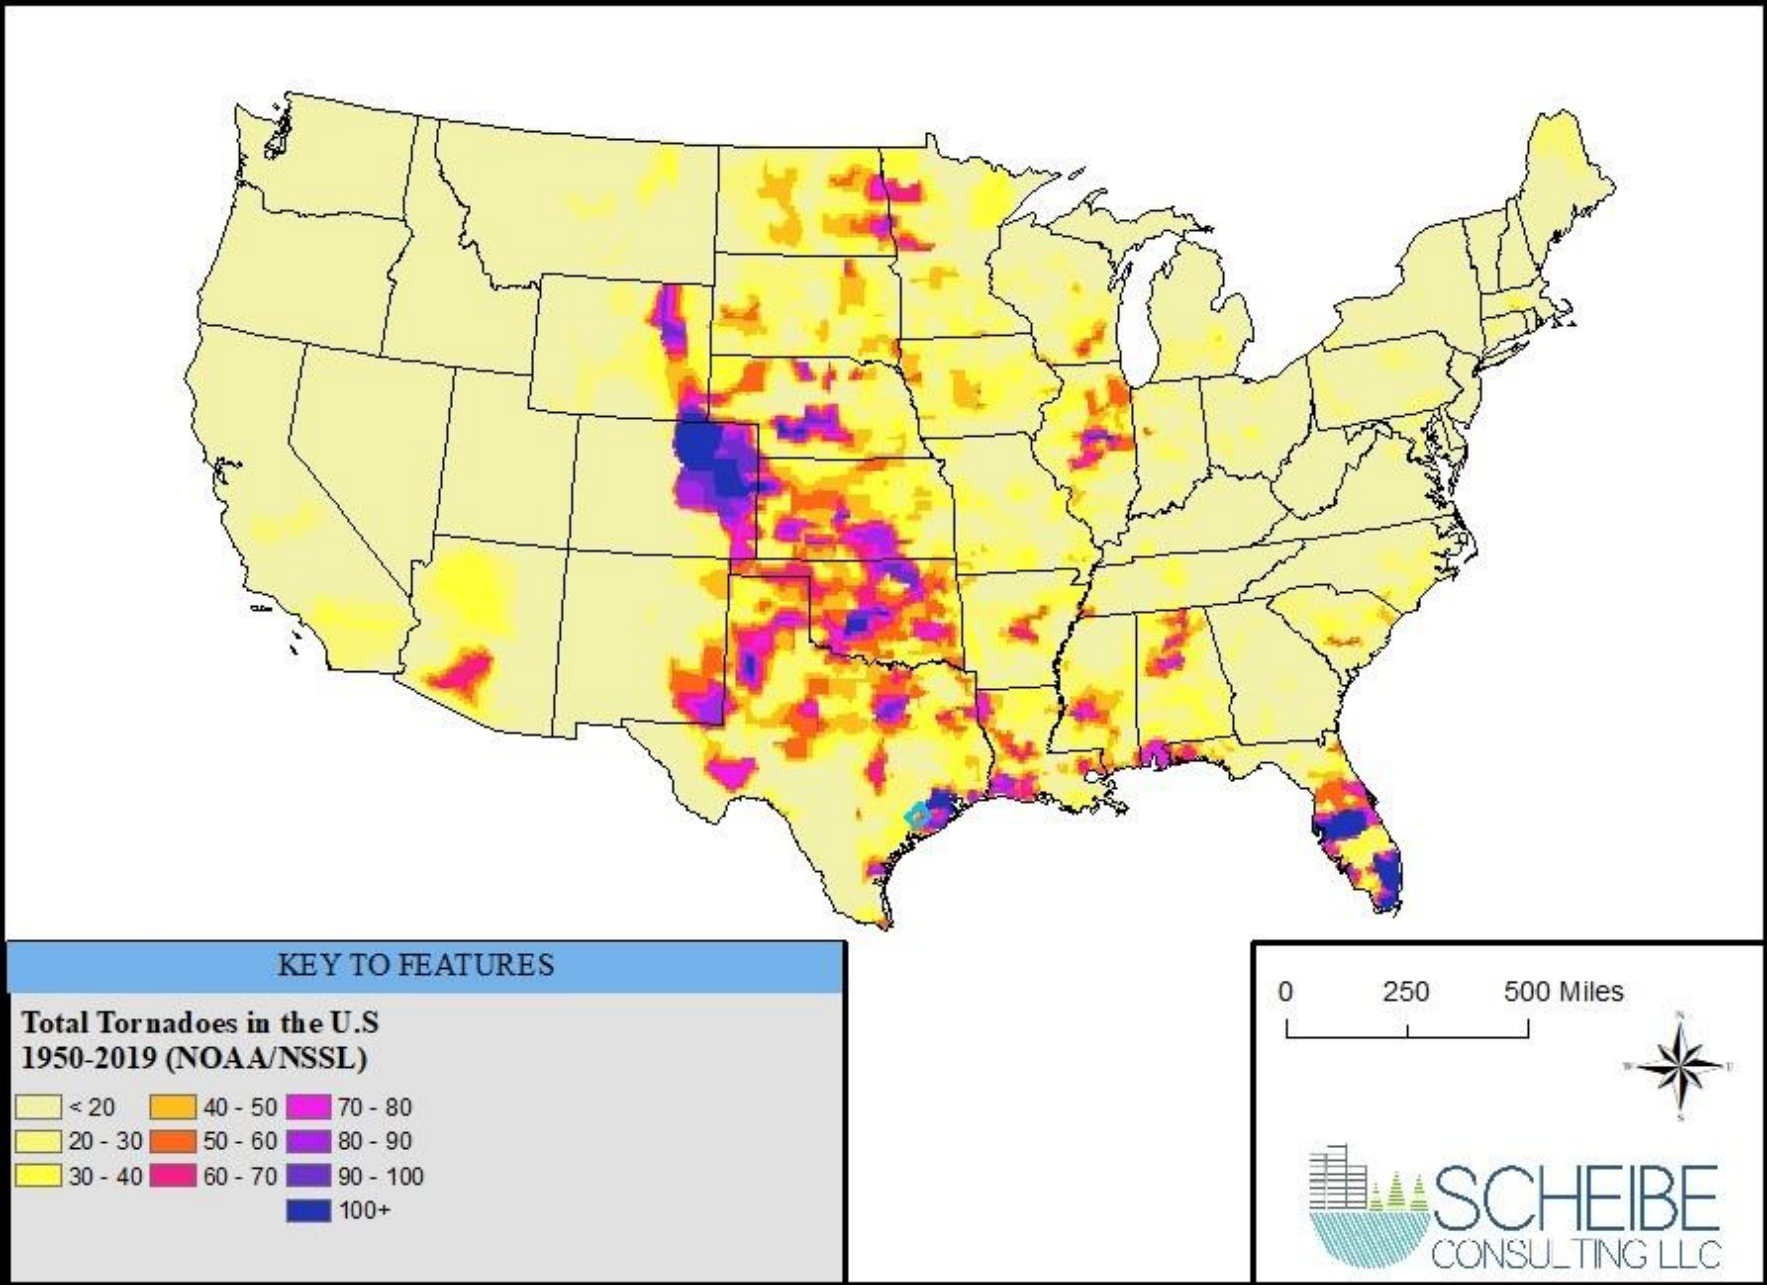 KEY TO FEATURES
Total Tornadoes in the U.S
1950-2019 (NOAA/NSSL)
< 20
40 - 50
70 - 80
20 - 30
50 - 60
80 - 90
30 - 40
60 - 70
90 - 100
100+
0
250
500 Miles
N
S
SCHEIBE
CONSULTING LLC